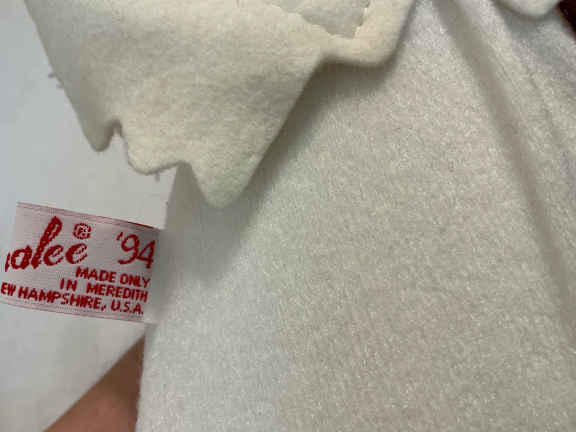 alee® '94
MADE ONLY
IN MEREDITH
EW HAMPSHIRE, U.S.A.